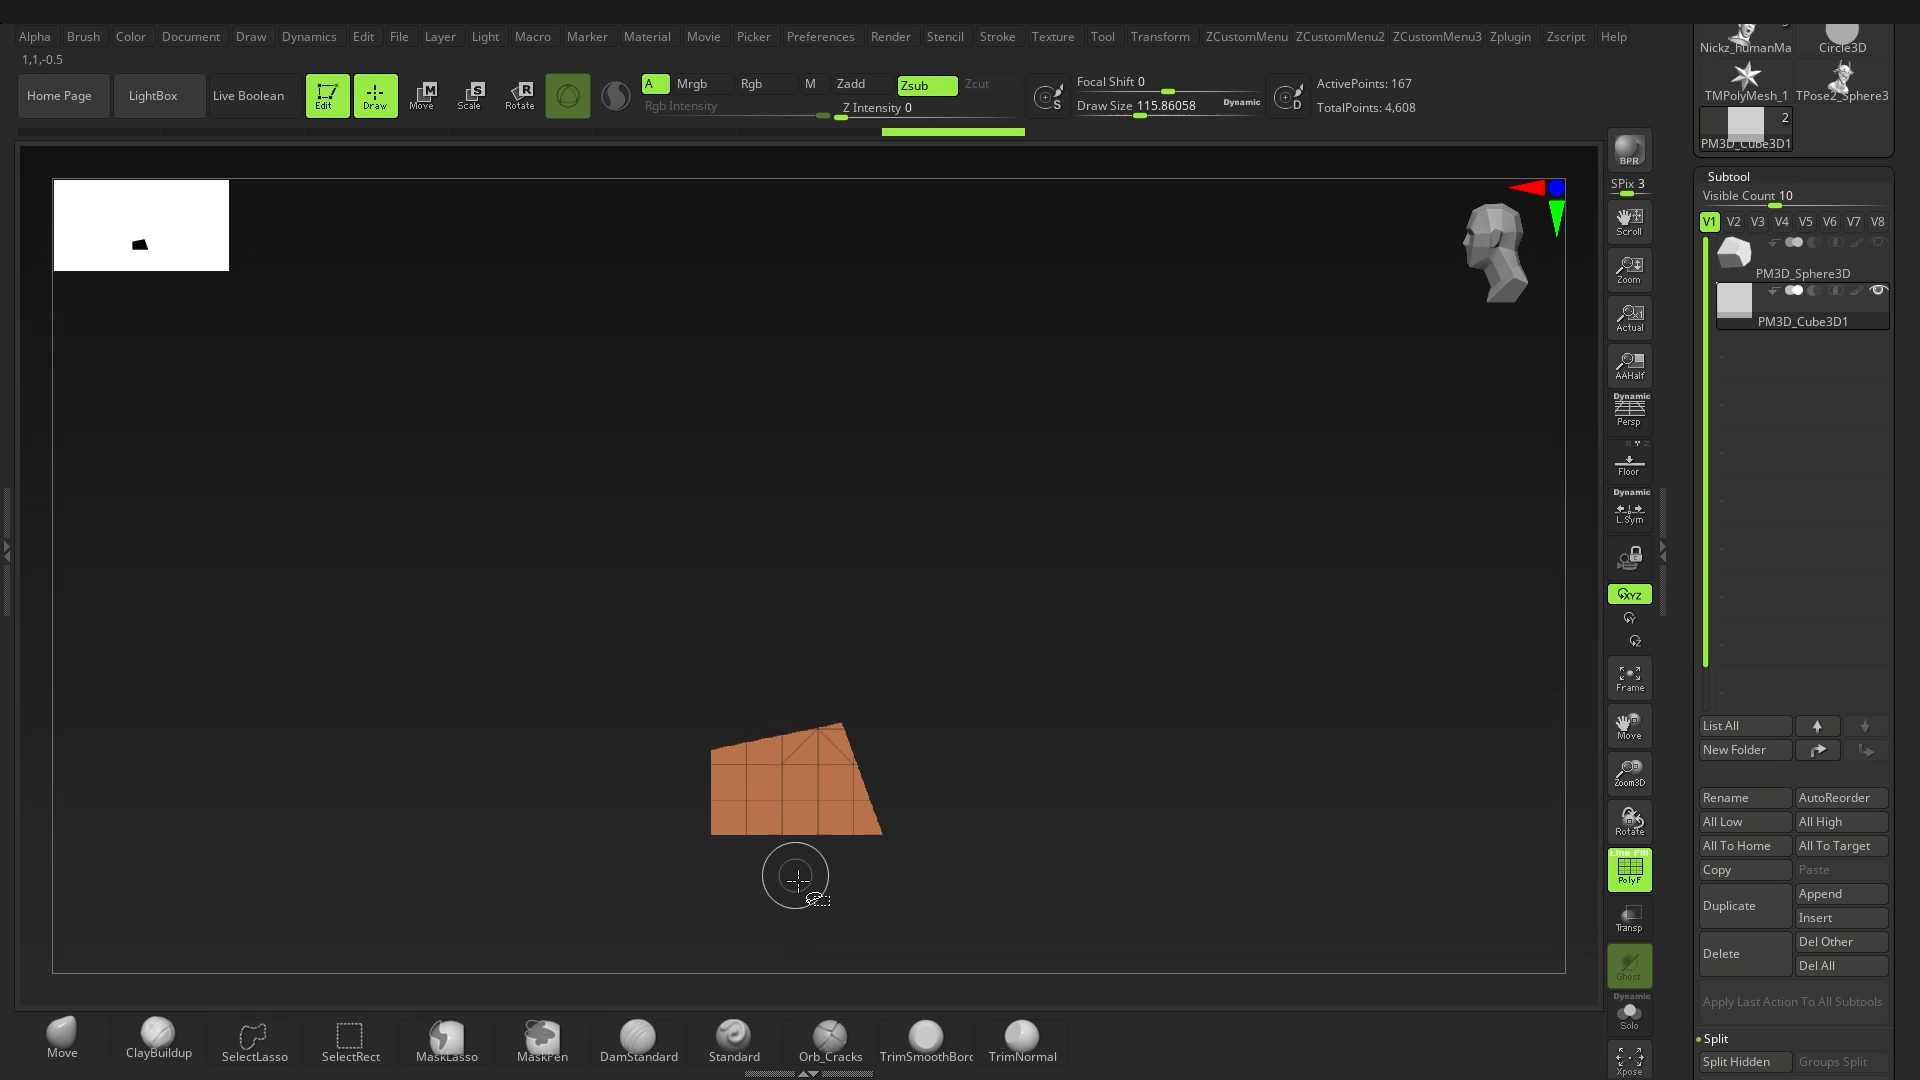 Alpha Brush Color Document Draw Dynamics Edit File Layer Light Macro Marker Material Movie Picker Preferences Render Stencil Stroke Texture Tool Transform ZCustomMenu ZCustomMenu2 ZCustomMenu3 Zplugin Zscript Help
1,1,-0.5
Home Page LightBox Live Boolean Edit Draw Move Scale Rotate
A Mrgb Rgb M Zadd Zsub Zcut
Rgb Intensity Z Intensity 0
Focal Shift 0
Draw Size 115.86058 Dynamic
ActivePoints: 167
TotalPoints: 4,608
Nickz_humanMa Circle3D
TMPolyMesh_1 TPose2_Sphere3
2
PM3D_Cube3D1
Subtool
Visible Count 10
V1 V2 V3 V4 V5 V6 V7 V8
PM3D_Sphere3D
PM3D_Cube3D1
List All
New Folder
Rename AutoReorder
All Low All High
All To Home All To Target
Copy Paste
Duplicate Append
Insert
Delete Del Other
Del All
Apply Last Action To All Subtools
Split
Split Hidden Groups Split
BPR
SPix 3
Scroll
Zoom
Actual
AAHalf
Dynamic
Persp
Floor
Dynamic
L.Sym
XYZ
Frame
Move
Zoom3D
Rotate
Line Fill
PolyF
Transp
Ghost
Dynamic
Solo
Xpose
Move ClayBuildup SelectLasso SelectRect MaskLasso MaskPen DamStandard Standard Orb_Cracks TrimSmoothBorc TrimNormal